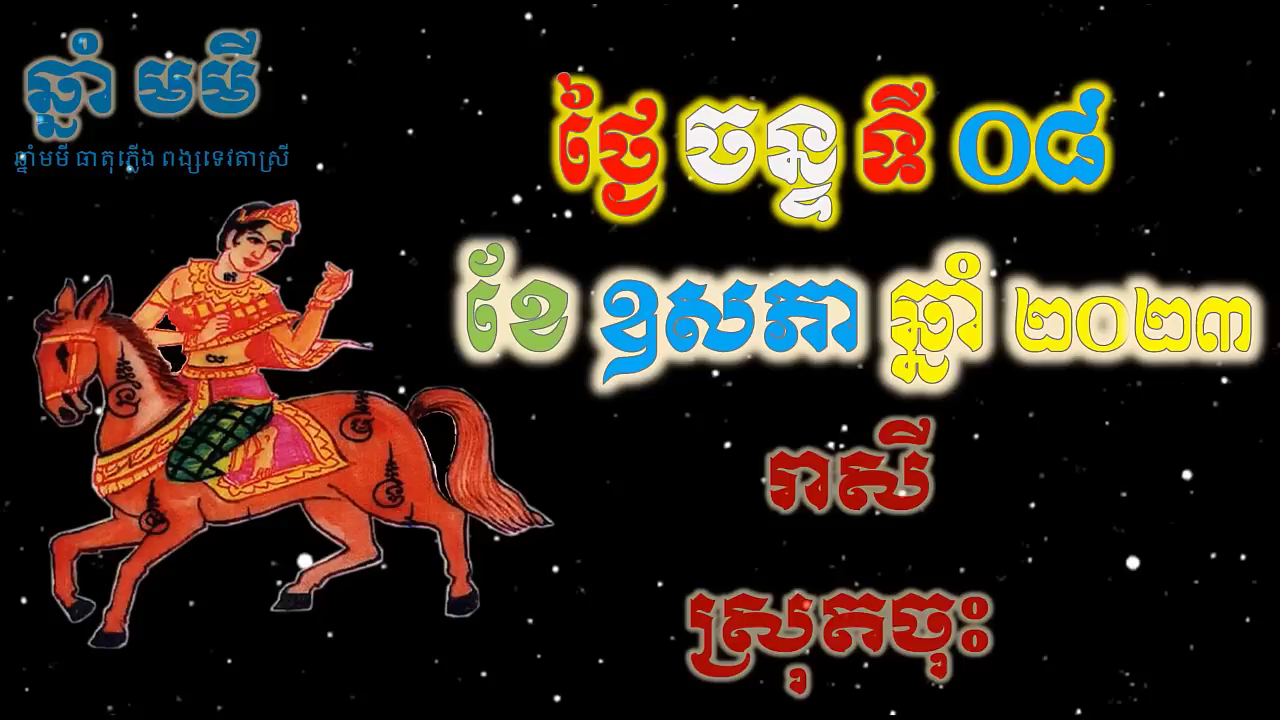 ឆ្នាំ មមី
ឆ្នាំមមី ធាតុភ្លើង ពង្សទេវតាស្រី
ថ្ងៃ ចន្ទ ទី ០៨
ខែ ឧសភា ឆ្នាំ ២០២៣
រាសី
ស្រុតចុះ